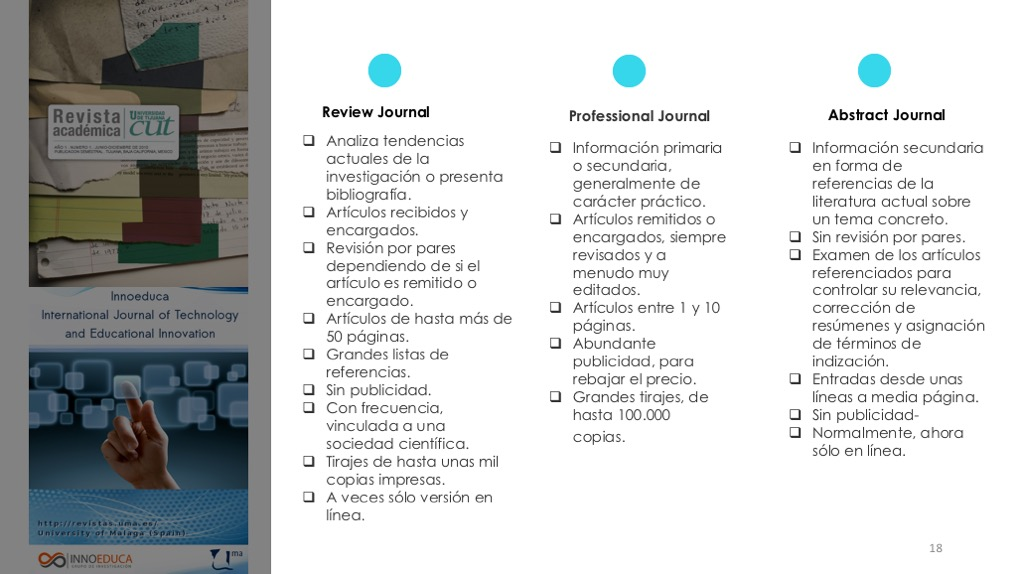 Revista
académica
UNIVERSIDAD
DE TIJUANA
cut
Innoeduca
International Journal of Technology
and Educational Innovation
http://revistas.uma.es/
University of Malaga (Spain)
INNOEDUCA
uma
Review Journal
❑ Analiza tendencias
actuales de la
investigación o presenta
bibliografía.
❑ Artículos recibidos y
encargados.
❑ Revisión por pares
dependiendo de si el
artículo es remitido o
encargado.
❑ Artículos de hasta más de
50 páginas.
❑ Grandes listas de
referencias.
❑ Sin publicidad.
❑ Con frecuencia,
vinculada a una
sociedad científica.
❑ Tirajes de hasta unas mil
copias impresas.
❑ A veces sólo versión en
línea.
Professional Journal
❑ Información primaria
o secundaria,
generalmente de
carácter práctico.
❑ Artículos remitidos o
encargados, siempre
revisados y a
menudo muy
editados.
❑ Artículos entre 1 y 10
páginas.
❑ Abundante
publicidad, para
rebajar el precio.
❑ Grandes tirajes, de
hasta 100.000
copias.
Abstract Journal
❑ Información secundaria
en forma de
referencias de la
literatura actual sobre
un tema concreto.
❑ Sin revisión por pares.
❑ Examen de los artículos
referenciados para
controlar su relevancia,
corrección de
resúmenes y asignación
de términos de
indización.
❑ Entradas desde unas
líneas a media página.
❑ Sin publicidad-
❑ Normalmente, ahora
sólo en línea.
18